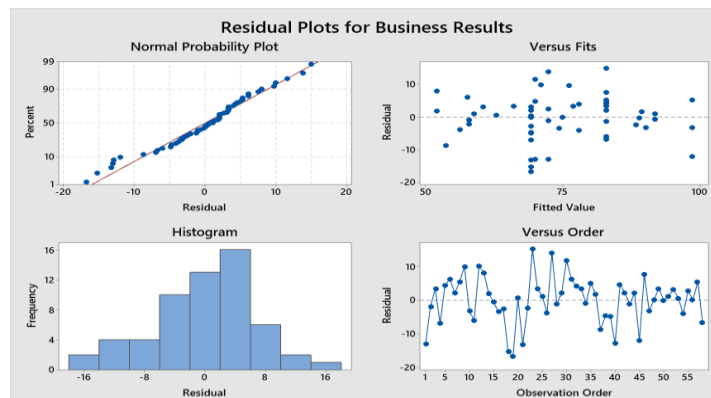 Residual Plots for Business Results
Normal Probability Plot
99
90
50
10
1
Percent
-20 -10 0 10 20
Residual
Versus Fits
10
0
-10
-20
Residual
50 75 100
Fitted Value
Histogram
16
12
8
4
0
Frequency
-16 -8 0 8 16
Residual
Versus Order
10
0
-10
-20
Residual
1 5 10 15 20 25 30 35 40 45 50 55
Observation Order